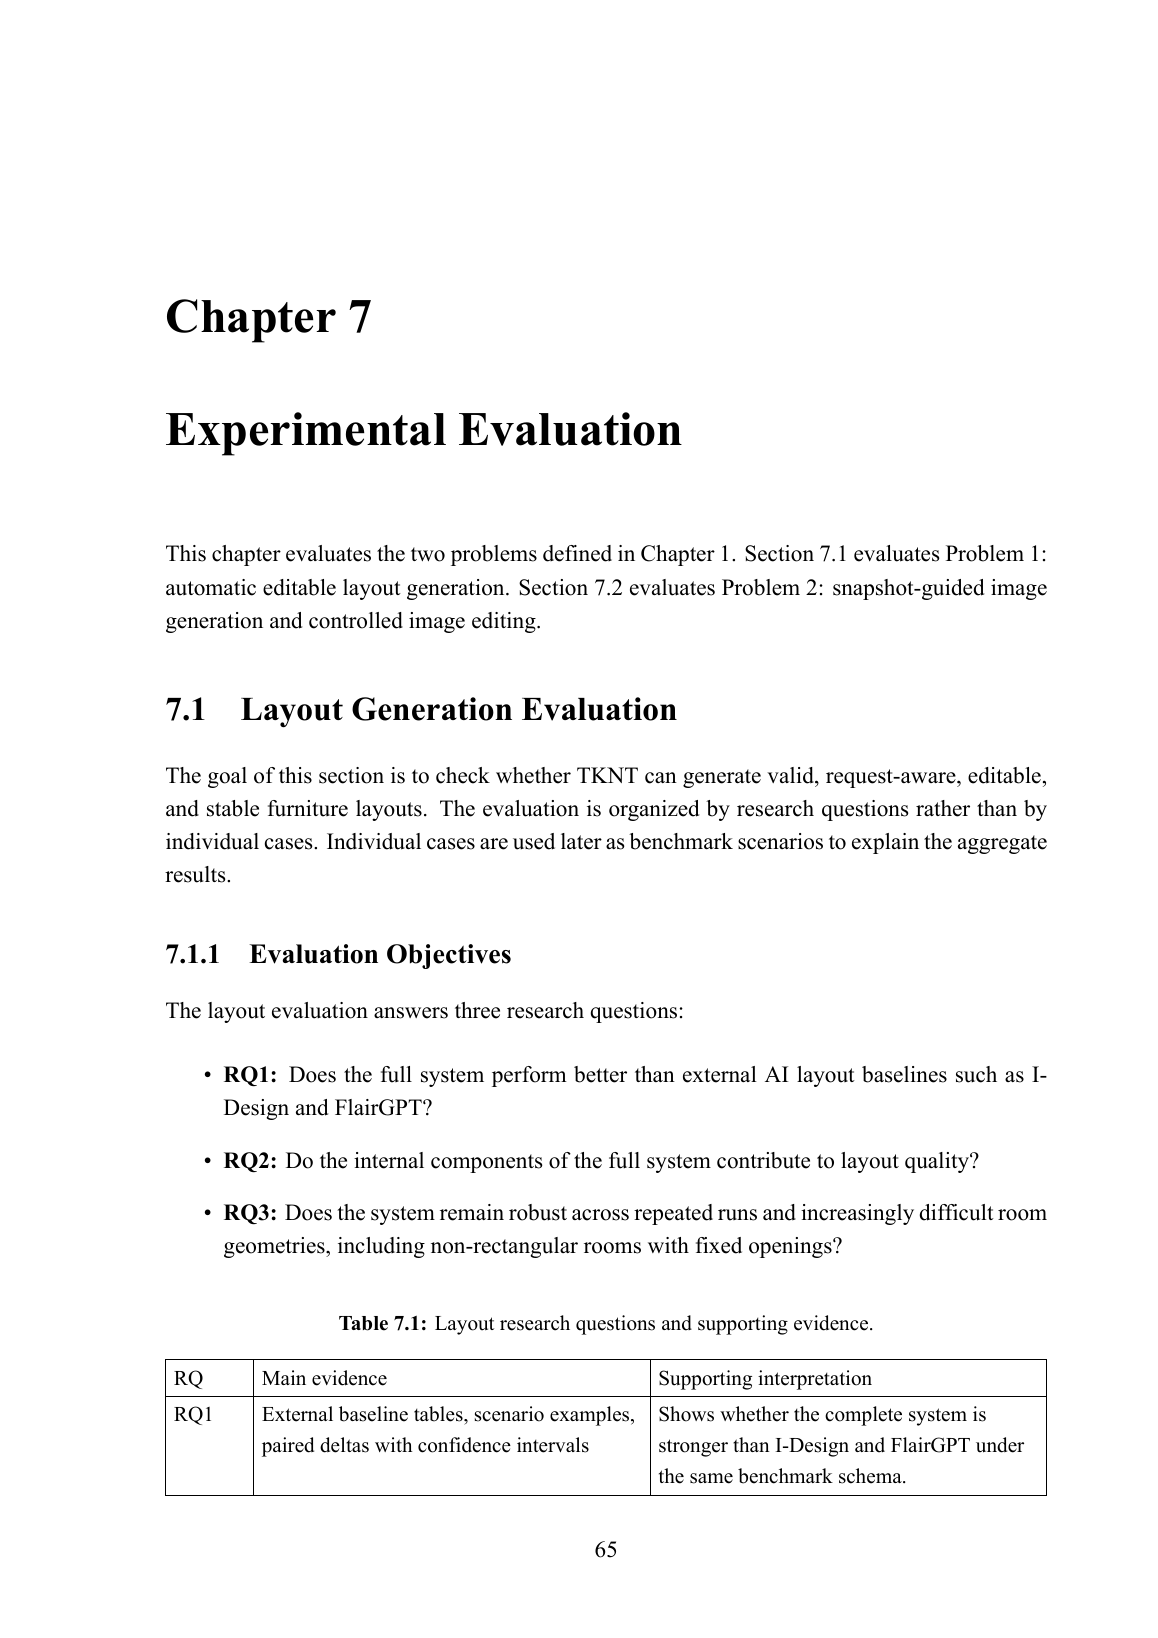 Chapter 7
Experimental Evaluation
This chapter evaluates the two problems defined in Chapter 1. Section 7.1 evaluates Problem 1:
automatic editable layout generation. Section 7.2 evaluates Problem 2: snapshot-guided image
generation and controlled image editing.
7.1 Layout Generation Evaluation
The goal of this section is to check whether TKNT can generate valid, request-aware, editable,
and stable furniture layouts. The evaluation is organized by research questions rather than by
individual cases. Individual cases are used later as benchmark scenarios to explain the aggregate
results.
7.1.1 Evaluation Objectives
The layout evaluation answers three research questions:
• RQ1: Does the full system perform better than external AI layout baselines such as I-
Design and FlairGPT?
• RQ2: Do the internal components of the full system contribute to layout quality?
• RQ3: Does the system remain robust across repeated runs and increasingly difficult room
geometries, including non-rectangular rooms with fixed openings?
Table 7.1: Layout research questions and supporting evidence.
RQ Main evidence Supporting interpretation
RQ1 External baseline tables, scenario examples, Shows whether the complete system is
paired deltas with confidence intervals stronger than I-Design and FlairGPT under
the same benchmark schema.
65